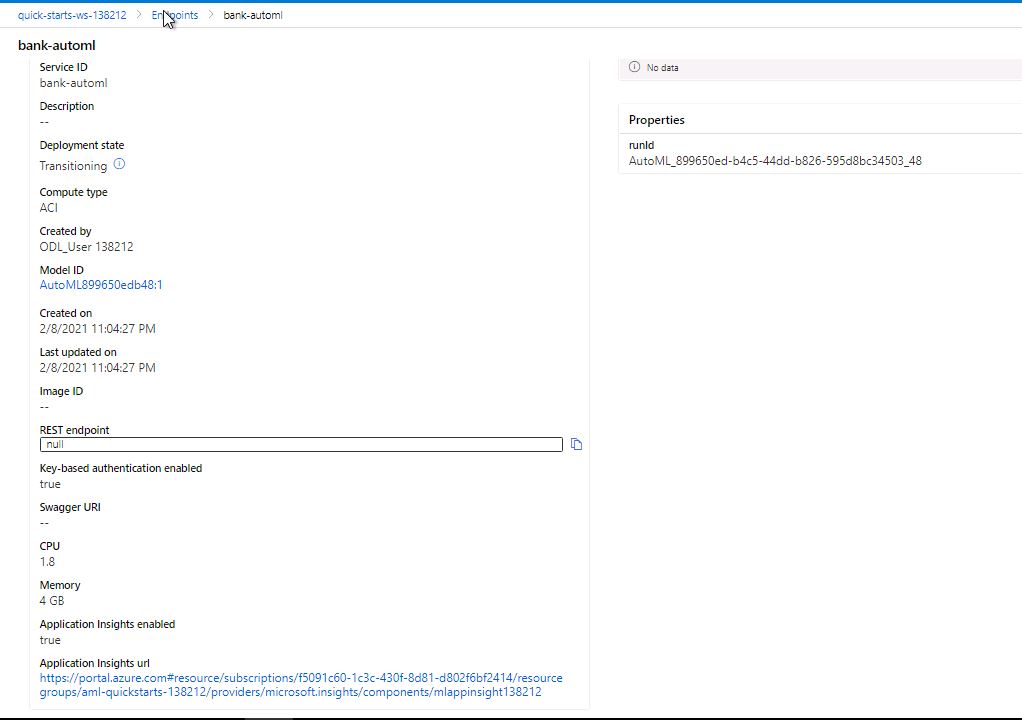 quick-starts-ws-138212 > Endpoints > bank-automl
bank-automl
Service ID
bank-automl
Description
--
Deployment state
Transitioning
Compute type
ACI
Created by
ODL_User 138212
Model ID
AutoML899650edb48:1
Created on
2/8/2021 11:04:27 PM
Last updated on
2/8/2021 11:04:27 PM
Image ID
--
REST endpoint
null
Key-based authentication enabled
true
Swagger URI
--
CPU
1.8
Memory
4 GB
Application Insights enabled
true
Application Insights url
https://portal.azure.com#resource/subscriptions/f5091c60-1c3c-430f-8d81-d802f6bf2414/resource
groups/aml-quickstarts-138212/providers/microsoft.insights/components/mlappinsight138212
No data
Properties
runId
AutoML_899650ed-b4c5-44dd-b826-595d8bc34503_48